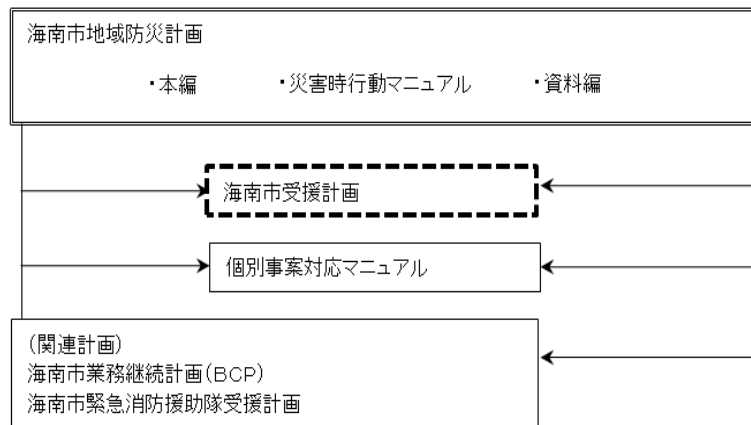 海南市地域防災計画
・本編　・災害時行動マニュアル　・資料編
海南市受援計画
個別事案対応マニュアル
(関連計画)
海南市業務継続計画(BCP)
海南市緊急消防援助隊受援計画